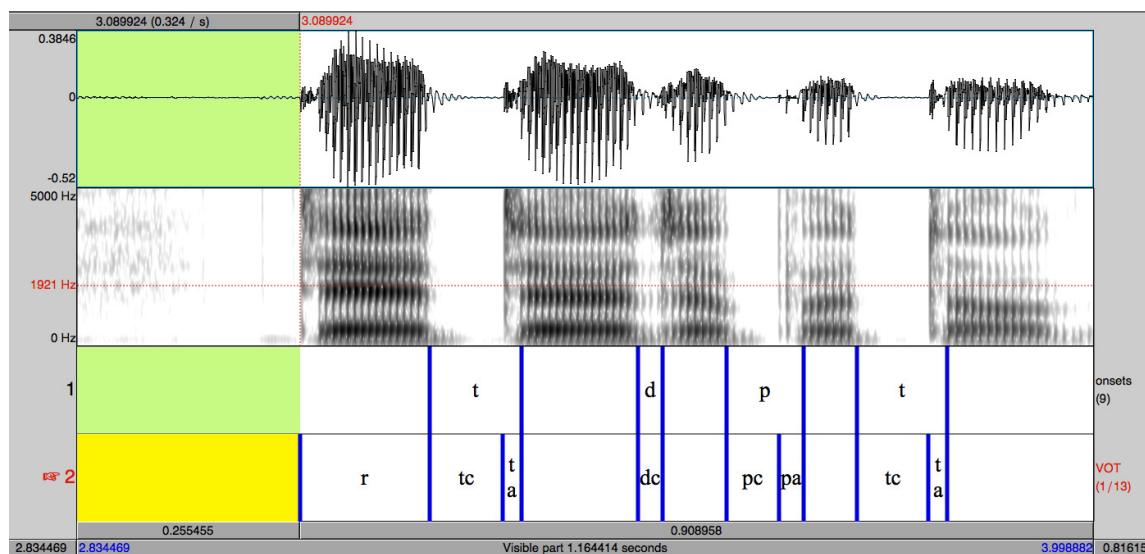 3.089924 (0.324 / s) 3.089924
0.3846
0
-0.52
5000 Hz
1921 Hz
0 Hz
1 t d p t onsets
(9)
☞ 2 r tc t a dc pc pa tc t a VOT
(1/13)
0.255455 0.908958
2.834469 2.834469 Visible part 1.164414 seconds 3.998882 0.81615